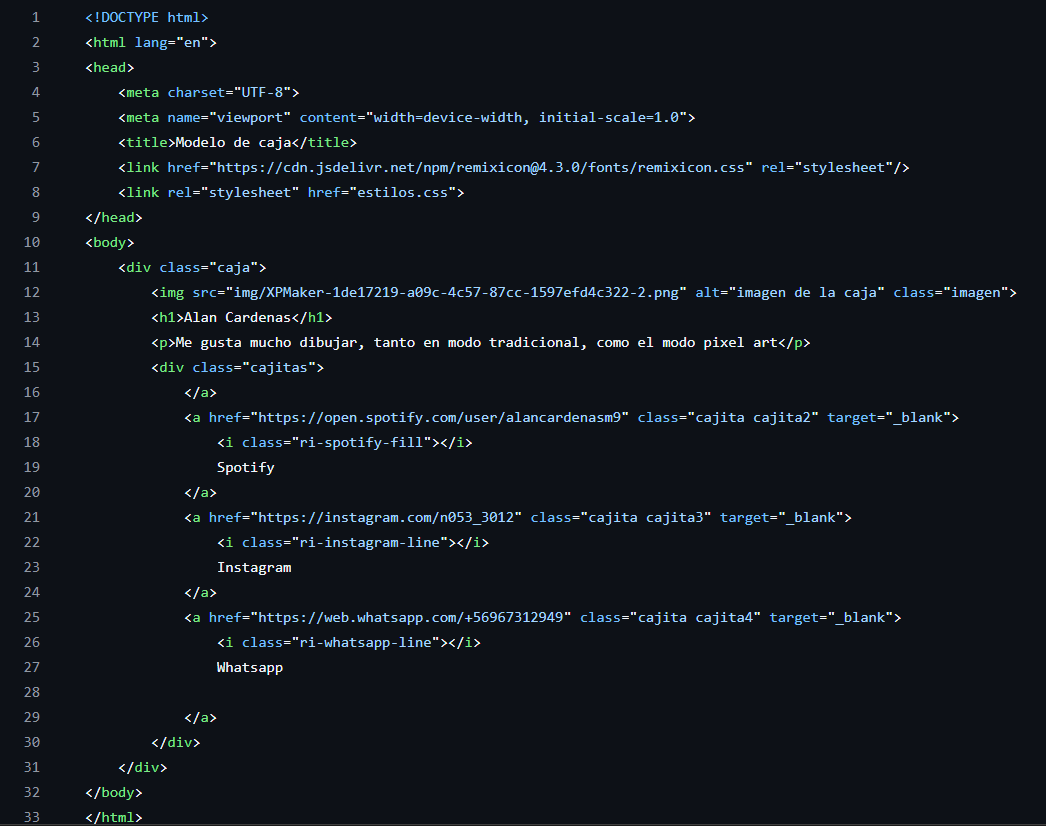 1 <!DOCTYPE html>
2 <html lang="en">
3 <head>
4 <meta charset="UTF-8">
5 <meta name="viewport" content="width=device-width, initial-scale=1.0">
6 <title>Modelo de caja</title>
7 <link href="https://cdn.jsdelivr.net/npm/remixicon@4.3.0/fonts/remixicon.css" rel="stylesheet"/>
8 <link rel="stylesheet" href="estilos.css">
9 </head>
10 <body>
11 <div class="caja">
12 <img src="img/XPMaker-1de17219-a09c-4c57-87cc-1597efd4c322-2.png" alt="imagen de la caja" class="imagen">
13 <h1>Alan Cardenas</h1>
14 <p>Me gusta mucho dibujar, tanto en modo tradicional, como el modo pixel art</p>
15 <div class="cajitas">
16 </a>
17 <a href="https://open.spotify.com/user/alancardenasm9" class="cajita cajita2" target="_blank">
18 <i class="ri-spotify-fill"></i>
19 Spotify
20 </a>
21 <a href="https://instagram.com/n053_3012" class="cajita cajita3" target="_blank">
22 <i class="ri-instagram-line"></i>
23 Instagram
24 </a>
25 <a href="https://web.whatsapp.com/+56967312949" class="cajita cajita4" target="_blank">
26 <i class="ri-whatsapp-line"></i>
27 Whatsapp
28
29 </a>
30 </div>
31 </div>
32 </body>
33 </html>